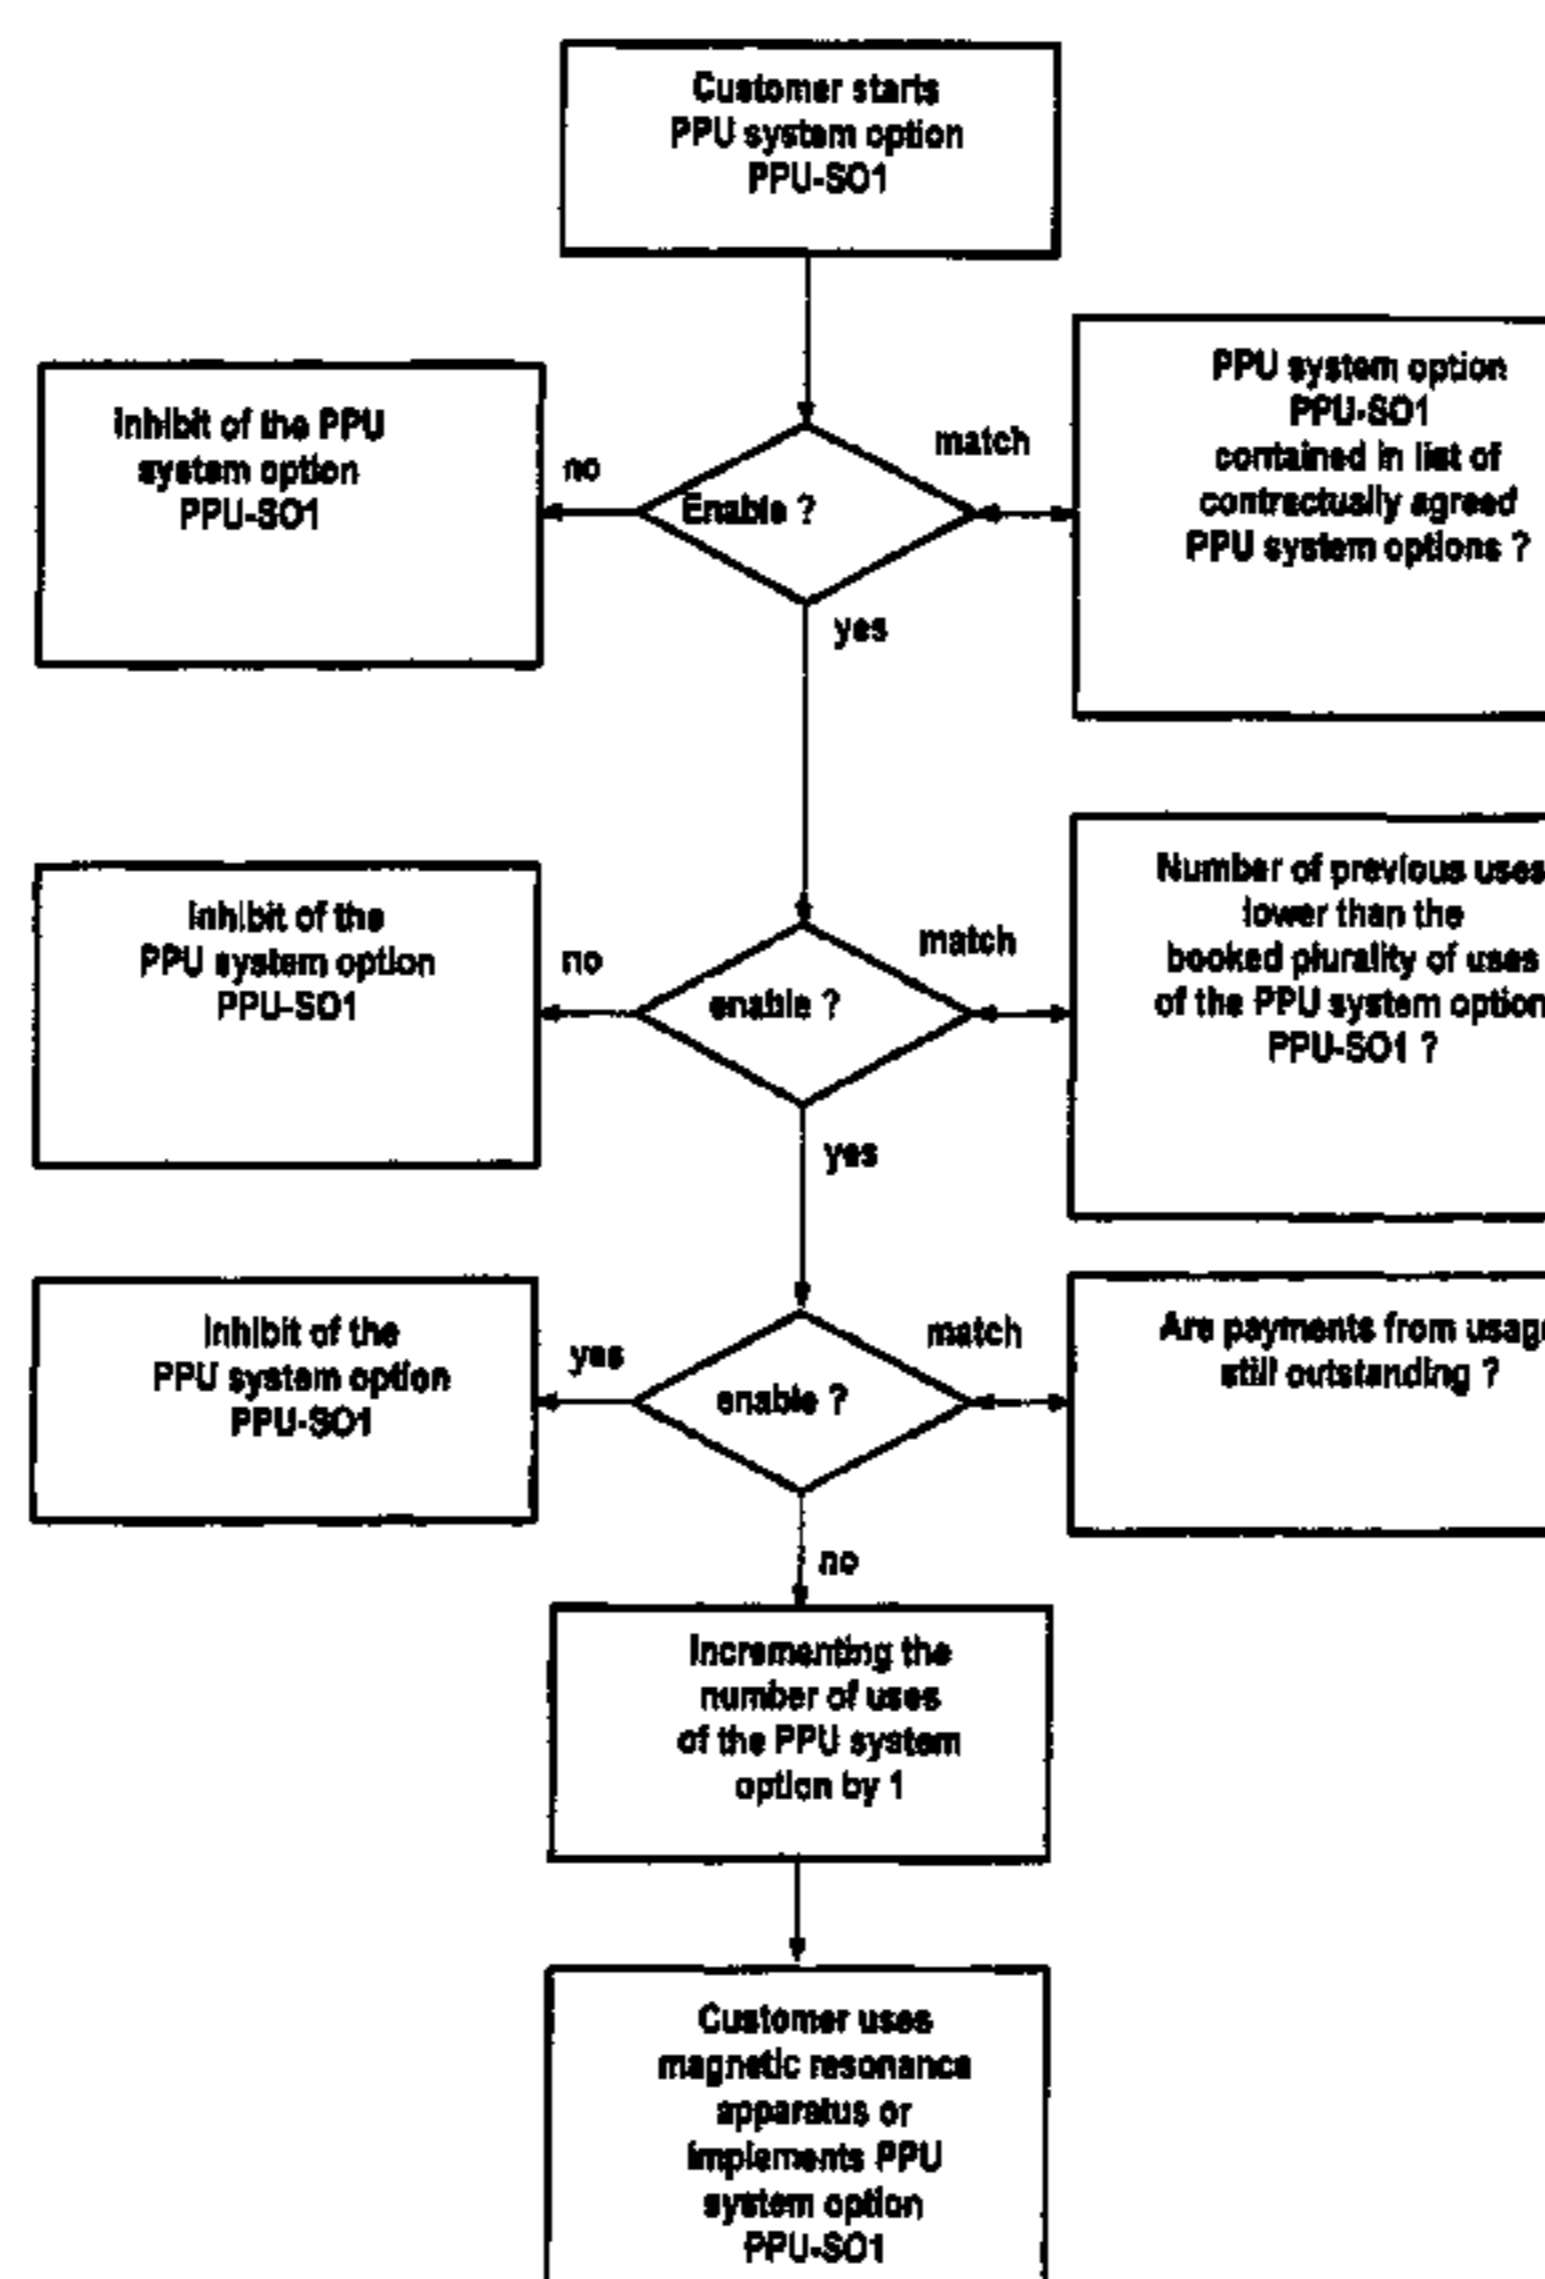 Customer starts
PPU system option
PPU-SO1
Inhibit of the PPU
system option
PPU-SO1
no
Enable ?
match
PPU system option
PPU-SO1
contained in list of
contractually agreed
PPU system options ?
yes
Inhibit of the
PPU system option
PPU-SO1
no
enable ?
match
Number of previous uses
lower than the
booked plurality of uses
of the PPU system option
PPU-SO1 ?
yes
Inhibit of the
PPU system option
PPU-SO1
yes
enable ?
match
Are payments from usage
still outstanding ?
no
Incrementing the
number of uses
of the PPU system
option by 1
Customer uses
magnetic resonance
apparatus or
implements PPU
system option
PPU-SO1